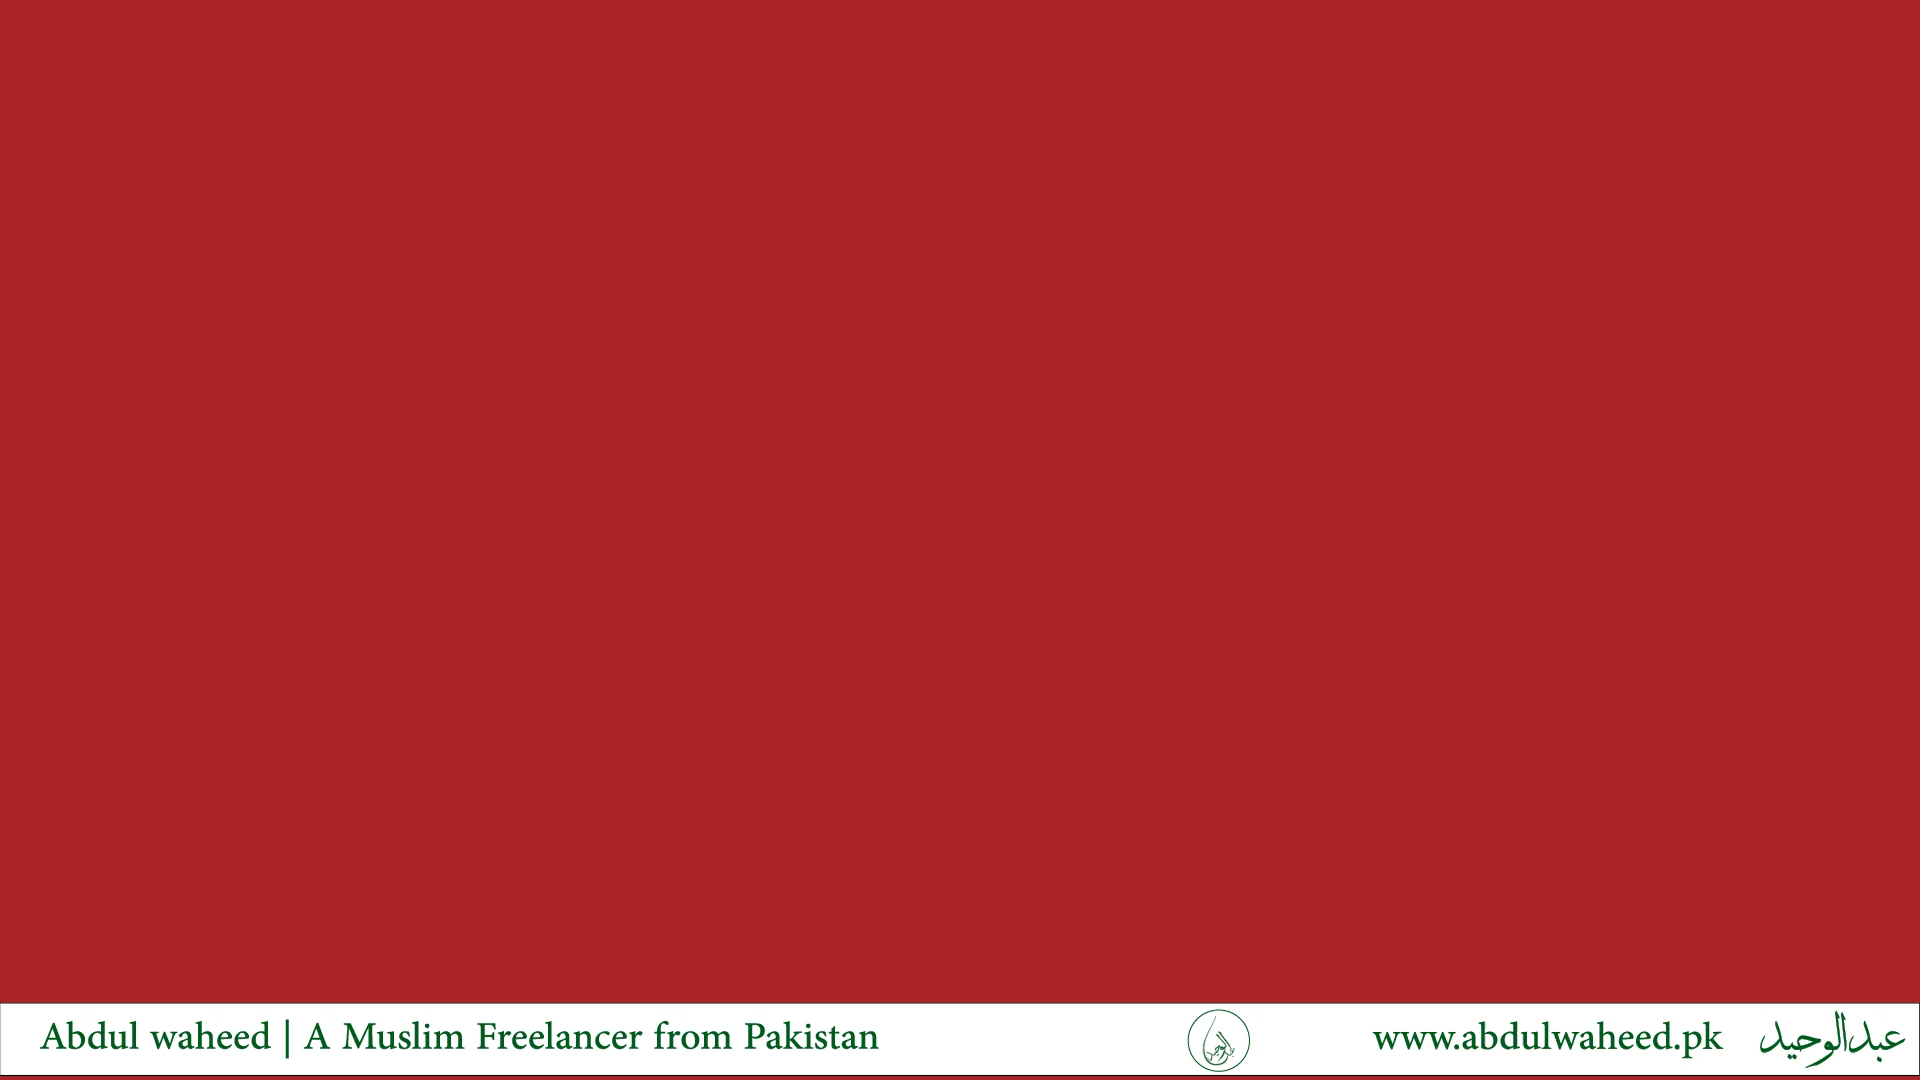 Abdul waheed | A Muslim Freelancer from Pakistan
www.abdulwaheed.pk
عبدالوحید